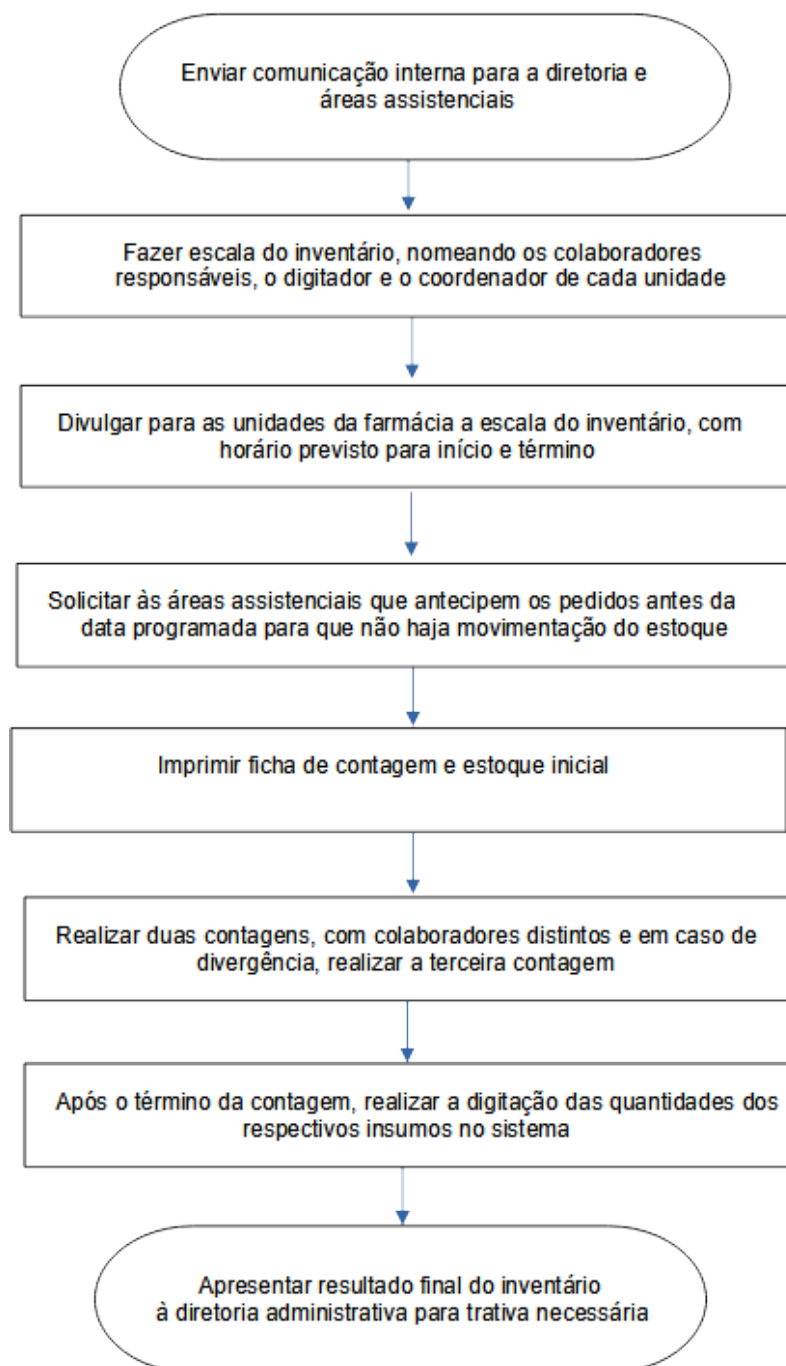 Enviar comunicação interna para a diretoria e
áreas assistenciais
Fazer escala do inventário, nomeando os colaboradores
responsáveis, o digitador e o coordenador de cada unidade
Divulgar para as unidades da farmácia a escala do inventário, com
horário previsto para início e término
Solicitar às áreas assistenciais que antecipem os pedidos antes da
data programada para que não haja movimentação do estoque
Imprimir ficha de contagem e estoque inicial
Realizar duas contagens, com colaboradores distintos e em caso de
divergência, realizar a terceira contagem
Após o término da contagem, realizar a digitação das quantidades dos
respectivos insumos no sistema
Apresentar resultado final do inventário
à diretoria administrativa para trativa necessária